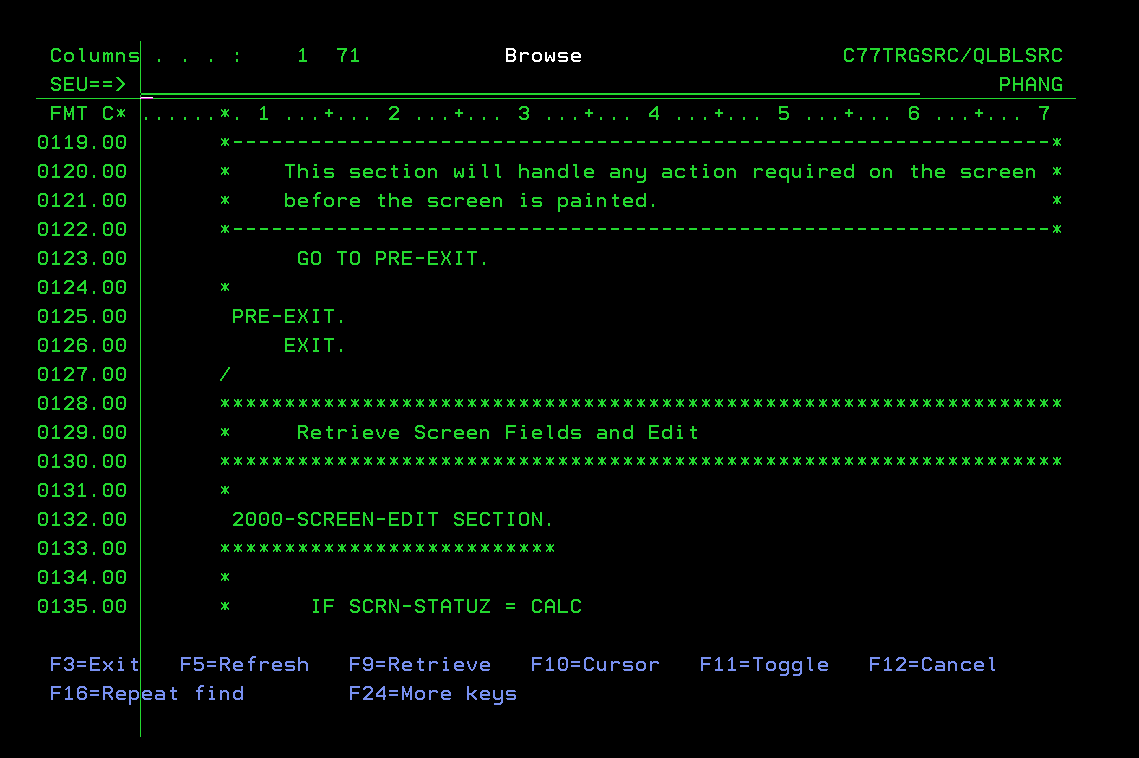 Columns . . . :    1  71           Browse                    C77TRGSRC/QLBLSRC
SEU==>                                                                   PHANG
FMT C* ......*. 1 ...+... 2 ...+... 3 ...+... 4 ...+... 5 ...+... 6 ...+... 7
0119.00       *---------------------------------------------------------------*
0120.00       *    This section will handle any action required on the screen *
0121.00       *    before the screen is painted.                              *
0122.00       *---------------------------------------------------------------*
0123.00             GO TO PRE-EXIT.
0124.00       *
0125.00        PRE-EXIT.
0126.00            EXIT.
0127.00       /
0128.00       *****************************************************************
0129.00       *     Retrieve Screen Fields and Edit
0130.00       *****************************************************************
0131.00       *
0132.00        2000-SCREEN-EDIT SECTION.
0133.00       **************************
0134.00       *
0135.00       *      IF SCRN-STATUZ = CALC
F3=Exit   F5=Refresh   F9=Retrieve   F10=Cursor   F11=Toggle   F12=Cancel
F16=Repeat find        F24=More keys